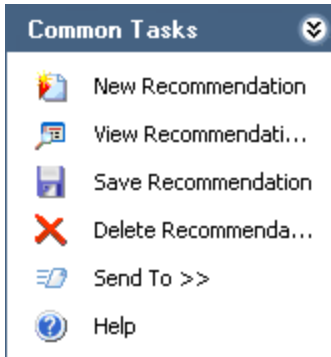 Common Tasks
New Recommendation
View Recommendati...
Save Recommendation
Delete Recommenda...
Send To >>
Help